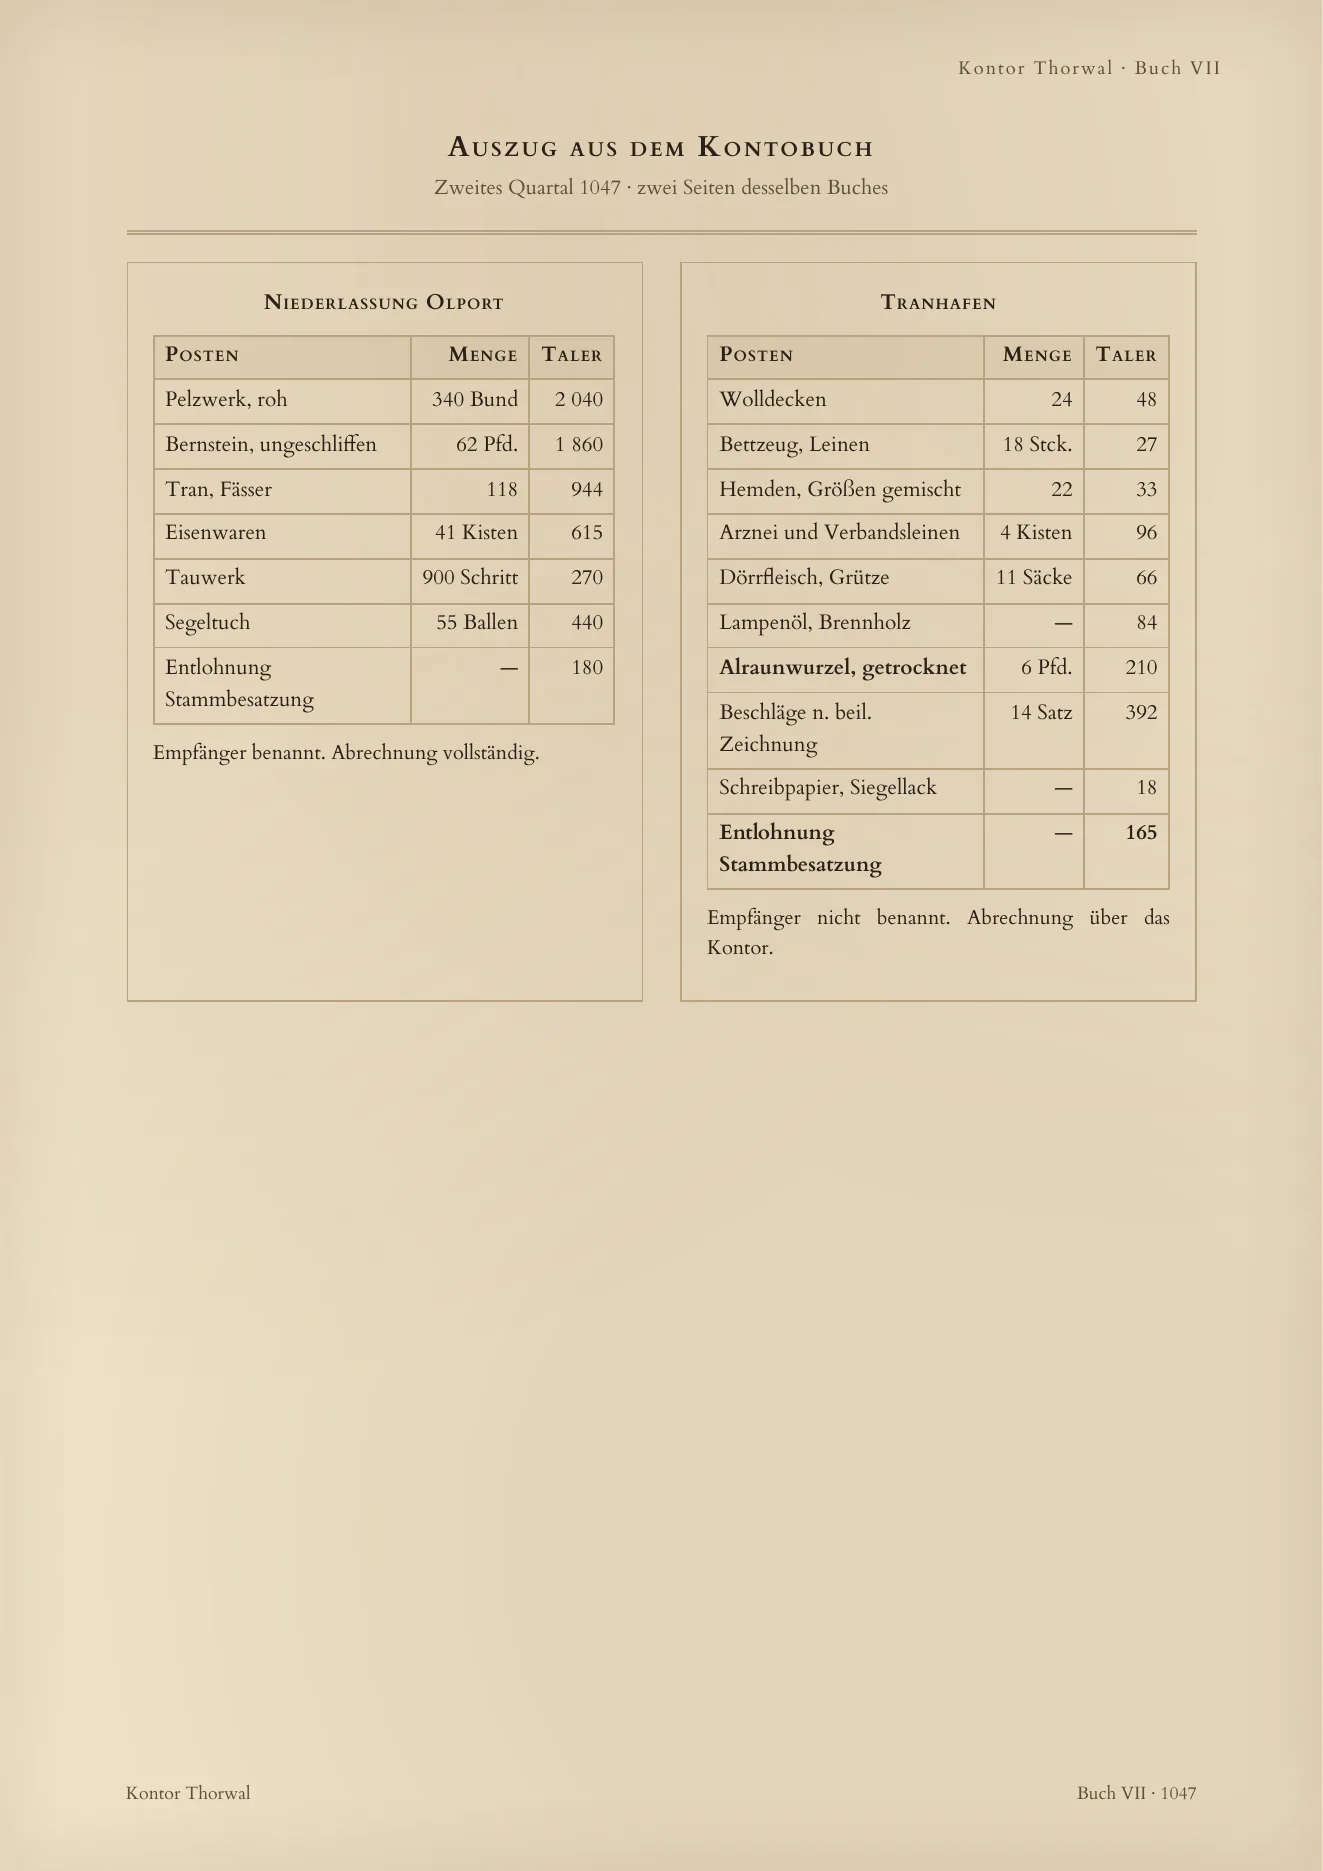 Kontor Thorwal · Buch VII
Auszug aus dem Kontobuch
Zweites Quartal 1047 · zwei Seiten desselben Buches
Niederlassung Olport
Posten Menge Taler
Pelzwerk, roh 340 Bund 2 040
Bernstein, ungeschliffen 62 Pfd. 1 860
Tran, Fässer 118 944
Eisenwaren 41 Kisten 615
Tauwerk 900 Schritt 270
Segeltuch 55 Ballen 440
Entlohnung — 180
Stammbesatzung
Empfänger benannt. Abrechnung vollständig.
Tranhafen
Posten Menge Taler
Wolldecken 24 48
Bettzeug, Leinen 18 Stck. 27
Hemden, Größen gemischt 22 33
Arznei und Verbandsleinen 4 Kisten 96
Dörrfleisch, Grütze 11 Säcke 66
Lampenöl, Brennholz — 84
Alraunwurzel, getrocknet 6 Pfd. 210
Beschläge n. beil. 14 Satz 392
Zeichnung
Schreibpapier, Siegellack — 18
Entlohnung — 165
Stammbesatzung
Empfänger nicht benannt. Abrechnung über das
Kontor.
Kontor Thorwal
Buch VII · 1047